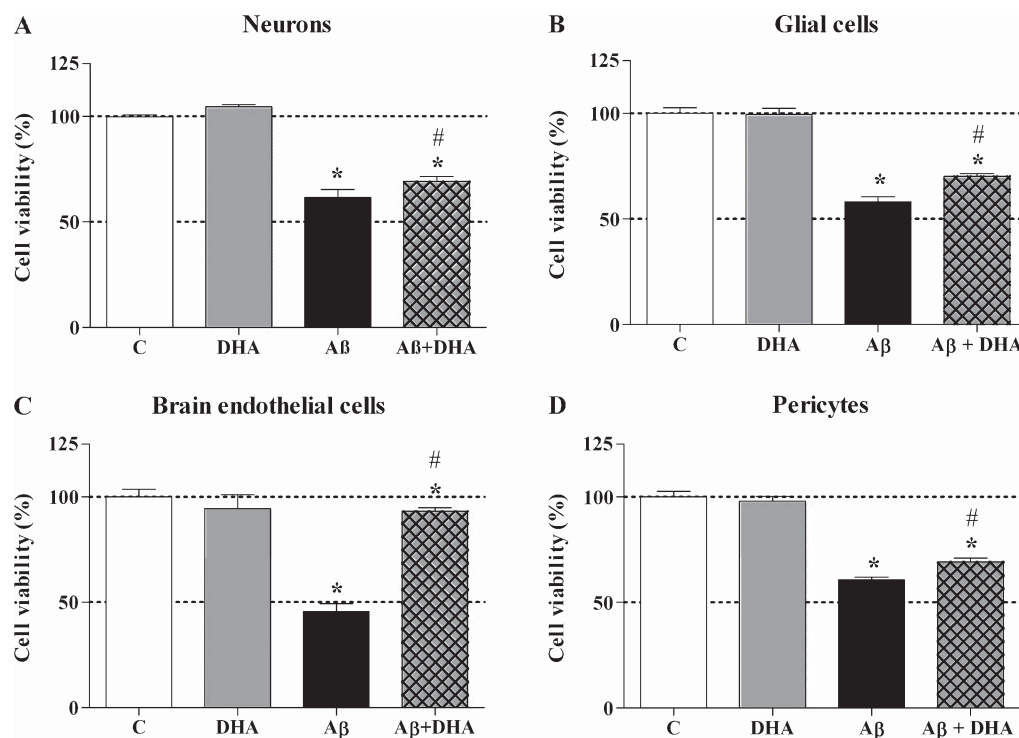 A Neurons
Cell viability (%)
125
100
50
0
*
#
*
C DHA Aß Aß+DHA
B Glial cells
Cell viability (%)
125
100
50
0
*
#
*
C DHA Aβ Aβ + DHA
C Brain endothelial cells
Cell viability (%)
125
100
50
0
*
#
*
C DHA Aβ Aβ+DHA
D Pericytes
Cell viability (%)
125
100
50
0
*
#
*
C DHA Aβ Aβ + DHA